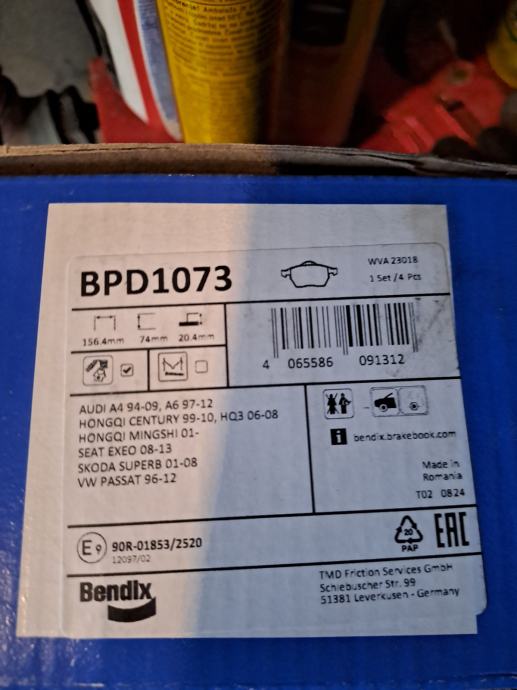 BPD1073
WVA 23018
1 Set/4 Pcs
156.4mm 74mm 20.4mm
4 065586 091312
AUDI A4 94-09, A6 97-12
HONGQI CENTURY 99-10, HQ3 06-08
HONGQI MINGSHI 01-
SEAT EXEO 08-13
SKODA SUPERB 01-08
VW PASSAT 96-12
i bendix.brakebook.com
Made in
Romania
T02 0824
E9 90R-01853/2520
12097/02
20
PAP
EAC
Bendix
TMD Friction Services GmbH
Schlebuscher Str. 99
51381 Leverkusen - Germany